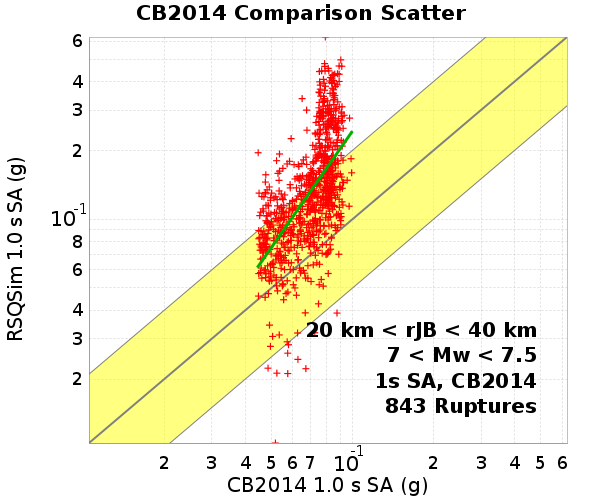 CB2014 Comparison Scatter
RSQSim 1.0 s SA (g)
6
4
3
2
10-1
8
6
4
3
2
20 km < rJB < 40 km
7 < Mw < 7.5
1s SA, CB2014
843 Ruptures
2 3 4 5 6 7 10-1 2 3 4 5 6
CB2014 1.0 s SA (g)